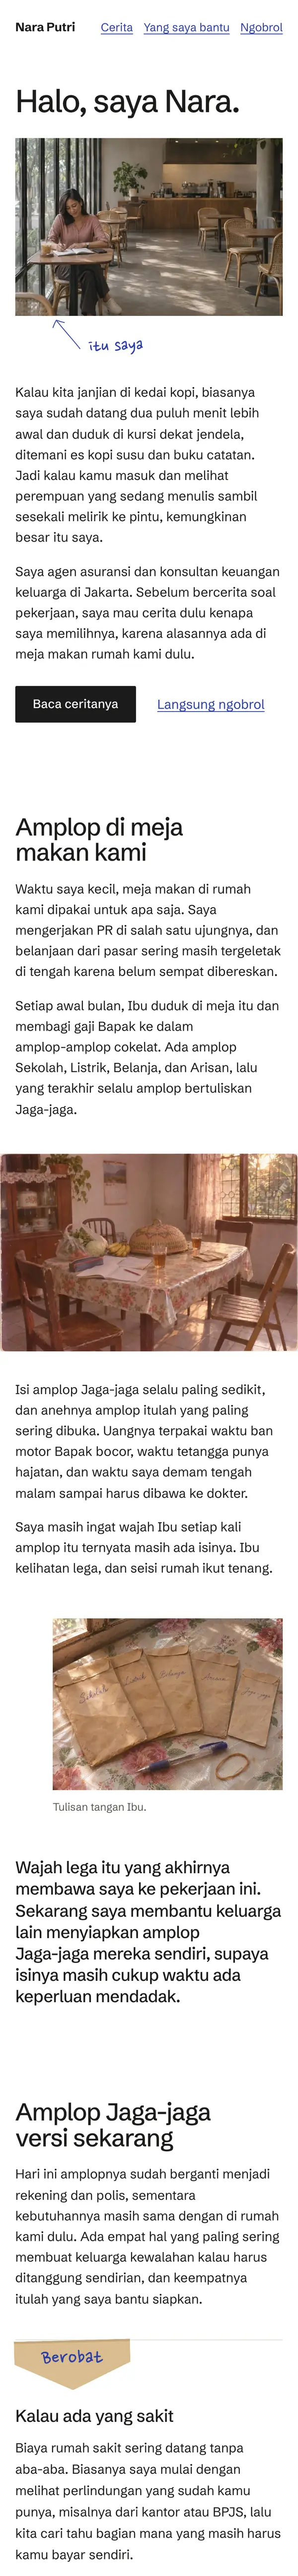 Nara Putri
Cerita
Yang saya bantu
Ngobrol
Halo, saya Nara.
itu saya
Kalau kita janjian di kedai kopi, biasanya
saya sudah datang dua puluh menit lebih
awal dan duduk di kursi dekat jendela,
ditemani es kopi susu dan buku catatan.
Jadi kalau kamu masuk dan melihat
perempuan yang sedang menulis sambil
sesekali melirik ke pintu, kemungkinan
besar itu saya.
Saya agen asuransi dan konsultan keuangan
keluarga di Jakarta. Sebelum bercerita soal
pekerjaan, saya mau cerita dulu kenapa
saya memilihnya, karena alasannya ada di
meja makan rumah kami dulu.
Baca ceritanya
Langsung ngobrol
Amplop di meja
makan kami
Waktu saya kecil, meja makan di rumah
kami dipakai untuk apa saja. Saya
mengerjakan PR di salah satu ujungnya, dan
belanjaan dari pasar sering masih tergeletak
di tengah karena belum sempat dibereskan.
Setiap awal bulan, Ibu duduk di meja itu dan
membagi gaji Bapak ke dalam
amplop-amplop cokelat. Ada amplop
Sekolah, Listrik, Belanja, dan Arisan, lalu
yang terakhir selalu amplop bertuliskan
Jaga-jaga.
Isi amplop Jaga-jaga selalu paling sedikit,
dan anehnya amplop itulah yang paling
sering dibuka. Uangnya terpakai waktu ban
motor Bapak bocor, waktu tetangga punya
hajatan, dan waktu saya demam tengah
malam sampai harus dibawa ke dokter.
Saya masih ingat wajah Ibu setiap kali
amplop itu ternyata masih ada isinya. Ibu
kelihatan lega, dan seisi rumah ikut tenang.
Sekolah
Listrik
Belanja
Arisan
Tulisan tangan Ibu.
Wajah lega itu yang akhirnya
membawa saya ke pekerjaan ini.
Sekarang saya membantu keluarga
lain menyiapkan amplop
Jaga-jaga mereka sendiri, supaya
isinya masih cukup waktu ada
keperluan mendadak.
Amplop Jaga-jaga
versi sekarang
Hari ini amplopnya sudah berganti menjadi
rekening dan polis, sementara
kebutuhannya masih sama dengan di rumah
kami dulu. Ada empat hal yang paling sering
membuat keluarga kewalahan kalau harus
ditanggung sendirian, dan keempatnya
itulah yang saya bantu siapkan.
Berobat
Kalau ada yang sakit
Biaya rumah sakit sering datang tanpa
aba-aba. Biasanya saya mulai dengan
melihat perlindungan yang sudah kamu
punya, misalnya dari kantor atau BPJS, lalu
kita cari tahu bagian mana yang masih harus
kamu bayar sendiri.